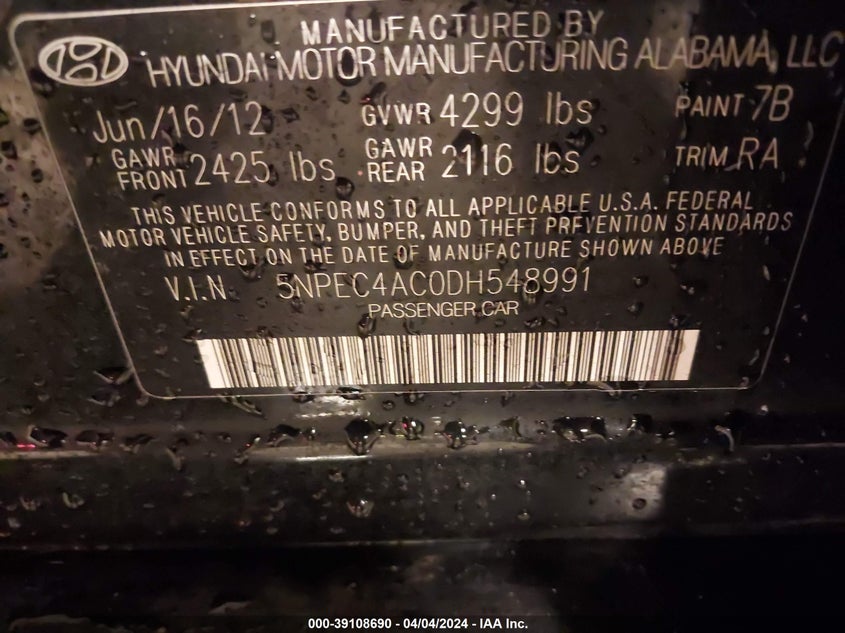 MANUFACTURED BY
HYUNDAI MOTOR MANUFACTURING ALABAMA, LLC
Jun/16/12 GVWR 4299 lbs PAINT 7B
GAWR FRONT 2425 lbs GAWR REAR 2116 lbs TRIM RA
THIS VEHICLE CONFORMS TO ALL APPLICABLE U.S.A. FEDERAL
MOTOR VEHICLE SAFETY, BUMPER, AND THEFT PREVENTION STANDARDS
IN EFFECT ON THE DATE OF MANUFACTURE SHOWN ABOVE
V.I.N. 5NPEC4AC0DH548991
PASSENGER CAR
000-39108690 - 04/04/2024 - IAA Inc.